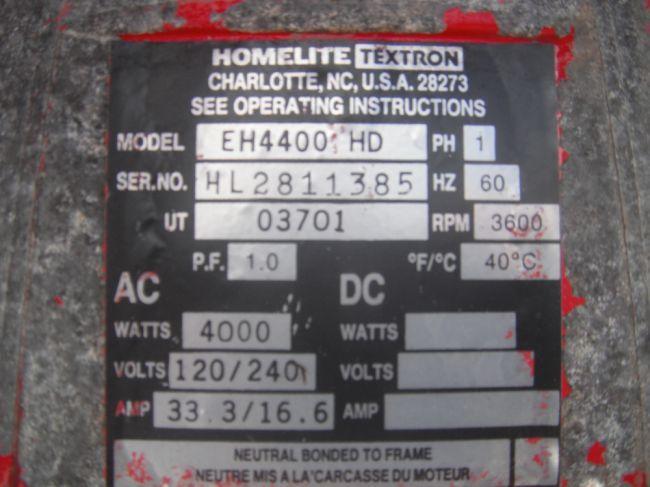 HOMELITE TEXTRON
CHARLOTTE, NC, U.S.A. 28273
SEE OPERATING INSTRUCTIONS
MODEL EH4400 HD PH 1
SER.NO. HL2811385 HZ 60
UT 03701 RPM 3600
P.F. 1.0 °F/°C 40°C
AC DC
WATTS 4000 WATTS
VOLTS 120/240 VOLTS
AMP 33.3/16.6 AMP
NEUTRAL BONDED TO FRAME
NEUTRE MIS A LA'CARCASSE DU MOTEUR